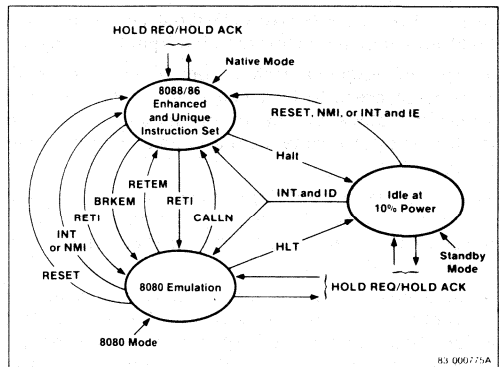 HOLD REQ/HOLD ACK
Native Mode
8088/86
Enhanced
and Unique
Instruction Set
RESET, NMI, or INT and IE
Halt
RETEM
RETI
INT and ID
Idle at
10% Power
BRKEM
CALLN
RETI
INT
or NMI
HLT
Standby
Mode
RESET
8080 Emulation
HOLD REQ/HOLD ACK
8080 Mode
83-000775A